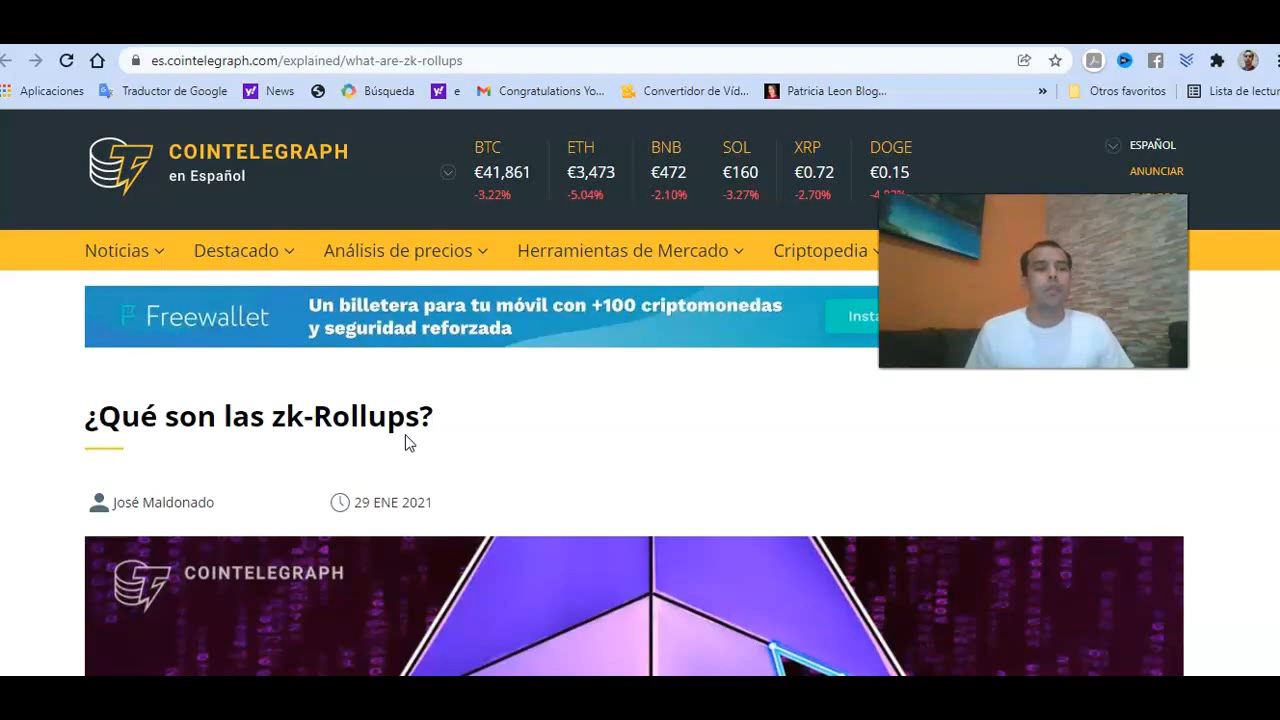 es.cointelegraph.com/explained/what-are-zk-rollups
Aplicaciones
Traductor de Google
News
Búsqueda
e
Congratulations Yo...
Convertidor de Víd...
Patricia Leon Blog...
»
Otros favoritos
Lista de lectur
COINTELEGRAPH
en Español
BTC ETH BNB SOL XRP DOGE
€41,861 €3,473 €472 €160 €0.72 €0.15
-3.22% -5.04% -2.10% -3.27% -2.70%
ESPAÑOL
ANUNCIAR
Noticias Destacado Análisis de precios Herramientas de Mercado Criptopedia
Freewallet
Un billetera para tu móvil con +100 criptomonedas
y seguridad reforzada
Insta
¿Qué son las zk-Rollups?
José Maldonado
29 ENE 2021
COINTELEGRAPH